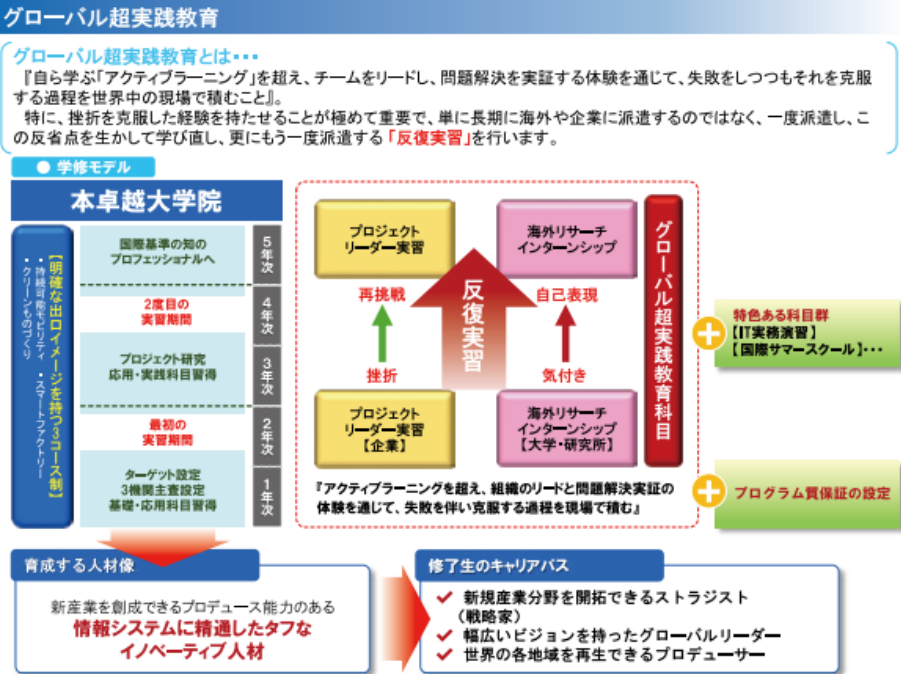 グローバル超実践教育
グローバル超実践教育とは・・・
『自ら学ぶ「アクティブラーニング」を超え、チームをリードし、問題解決を実証する体験を通じて、失敗をしつつもそれを克服
する過程を世界中の現場で積むこと』。
特に、挫折を克服した経験を持たせることが極めて重要で、単に長期に海外や企業に派遣するのではなく、一度派遣し、こ
の反省点を生かして学び直し、更にもう一度派遣する「反復実習」を行います。
● 学修モデル
本卓越大学院
【明確な出口イメージを持つ3コース制】
・持続可能モビリティ ・スマートファクトリー
・クリーンものづくり
国際基準の知の
プロフェッショナルへ
2度目の
実習期間
プロジェクト研究
応用・実践科目習得
最初の
実習期間
ターゲット設定
3機関主査設定
基礎・応用科目習得
5年次
4年次
3年次
2年次
1年次
プロジェクト
リーダー実習
海外リサーチ
インターンシップ
再挑戦
自己表現
反復実習
挫折
気付き
プロジェクト
リーダー実習
【企業】
海外リサーチ
インターンシップ
【大学・研究所】
グローバル超実践教育科目
『アクティブラーニングを超え、組織のリードと問題解決実証の
体験を通じて、失敗を伴い克服する過程を現場で積む』
特色ある科目群
【IT実務演習】
【国際サマースクール】・・・
プログラム質保証の設定
育成する人材像
新産業を創成できるプロデュース能力のある
情報システムに精通したタフな
イノベーティブ人材
修了生のキャリアパス
新規産業分野を開拓できるストラジスト
(戦略家)
幅広いビジョンを持ったグローバルリーダー
世界の各地域を再生できるプロデューサー